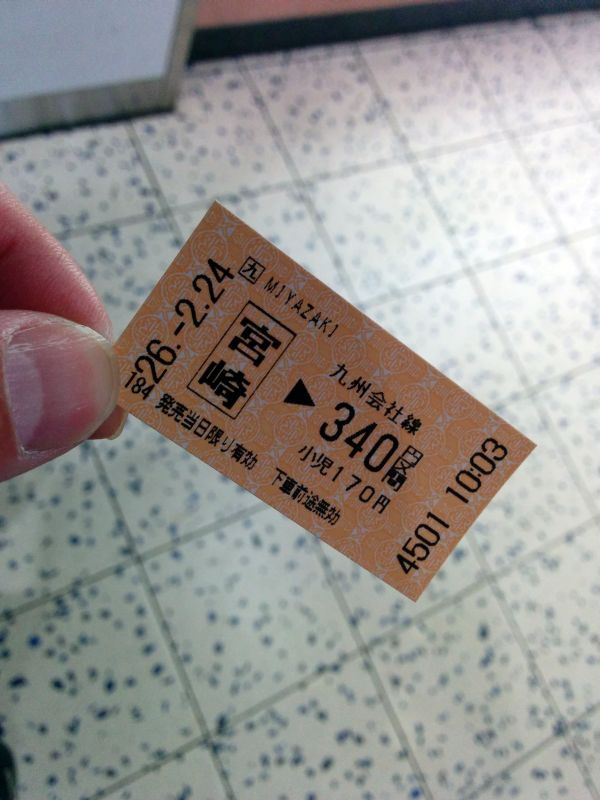 九 MIYAZAKI
宮崎
▶
九州会社線
340円区間
小児170円
26.-2.24
発売当日限り有効 下車前途無効
184
4501 10:03